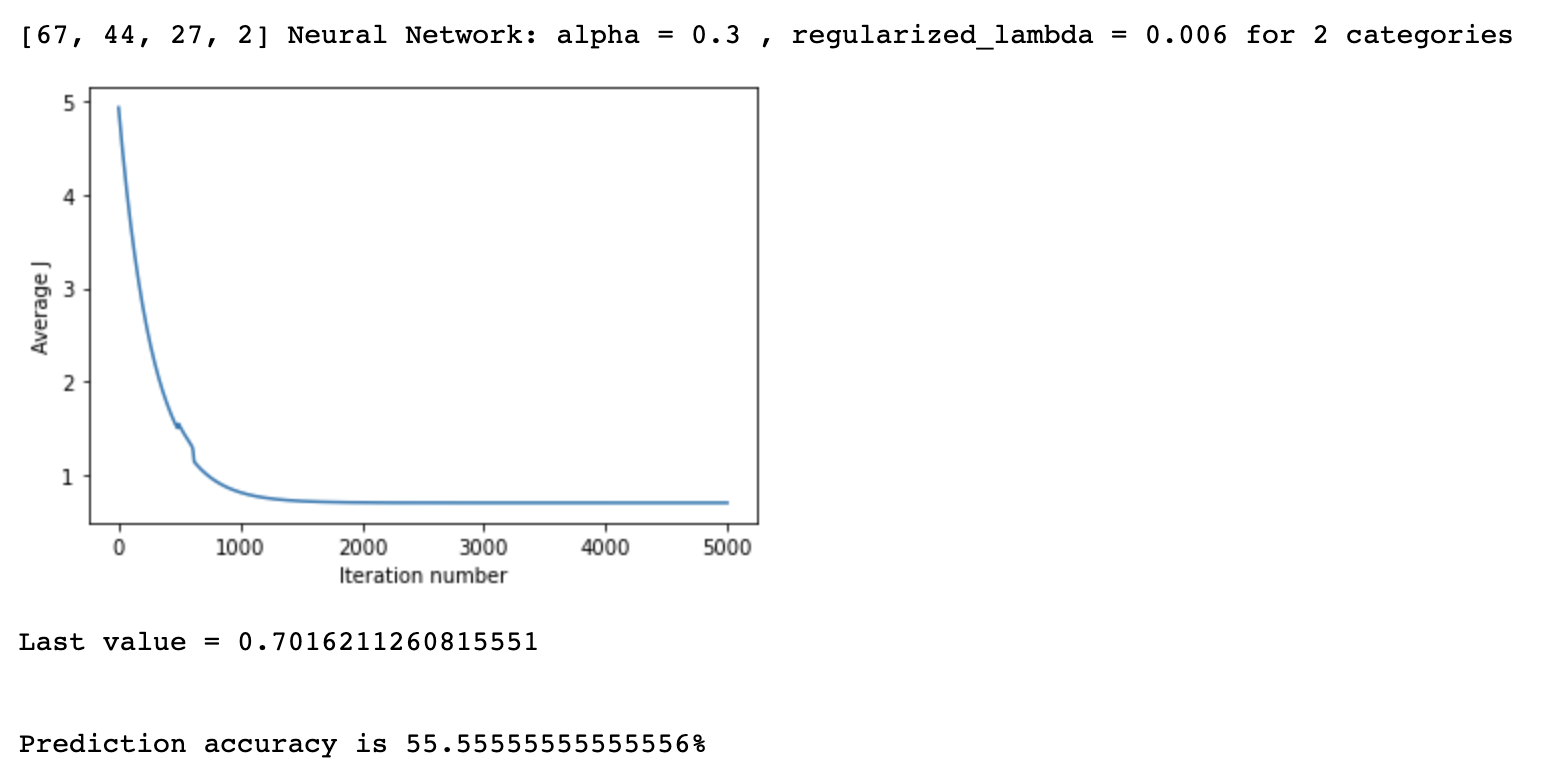 [67, 44, 27, 2] Neural Network: alpha = 0.3 , regularized_lambda = 0.006 for 2 categories
5
4
3
2
1
Average J
0 1000 2000 3000 4000 5000
Iteration number
Last value = 0.7016211260815551
Prediction accuracy is 55.55555555555556%